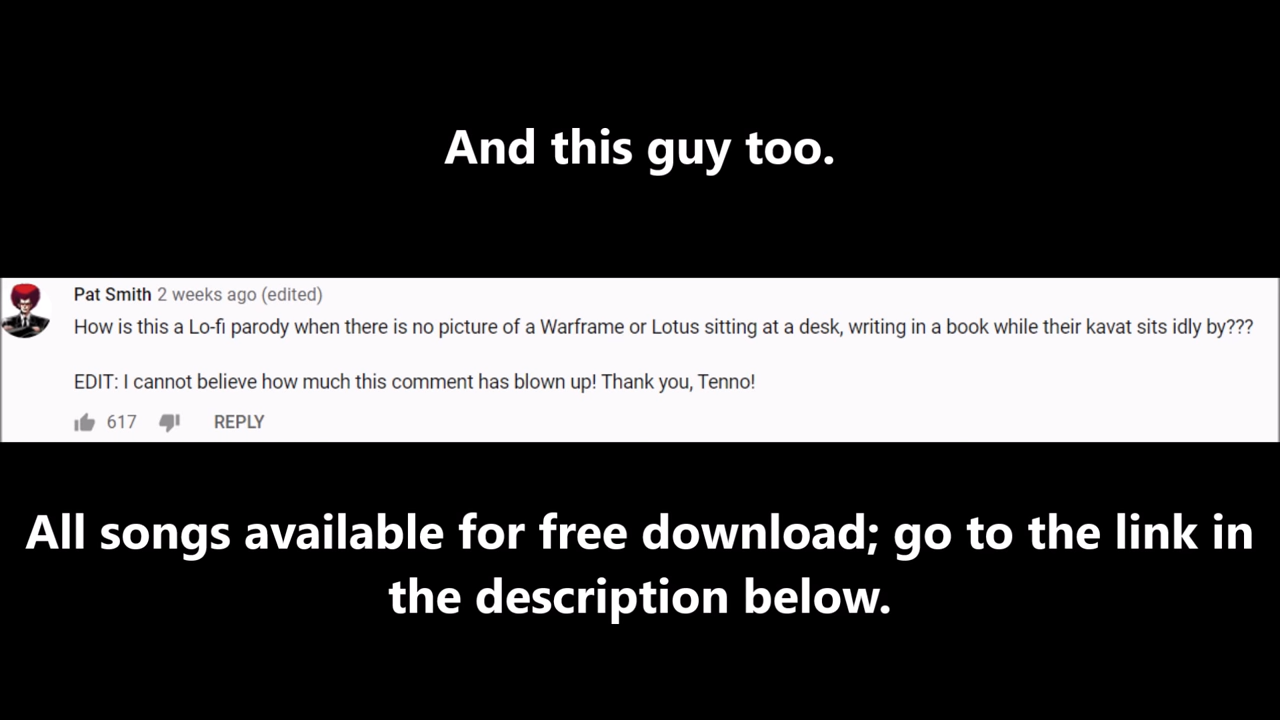 And this guy too.
Pat Smith 2 weeks ago (edited)
How is this a Lo-fi parody when there is no picture of a Warframe or Lotus sitting at a desk, writing in a book while their kavat sits idly by???
EDIT: I cannot believe how much this comment has blown up! Thank you, Tenno!
617 REPLY
All songs available for free download; go to the link in
the description below.